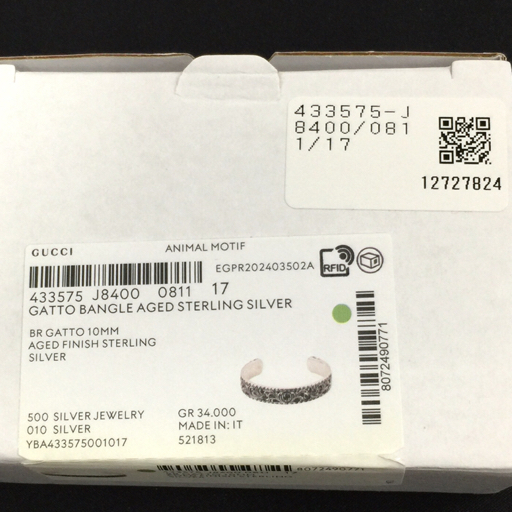 433575-J
8400/081
1/17
12727824
GUCCI
ANIMAL MOTIF
EGPR202403502A
RFID
433575 J8400 0811 17
GATTO BANGLE AGED STERLING SILVER
BR GATTO 10MM
AGED FINISH STERLING
SILVER
8072490771
500 SILVER JEWELRY
010 SILVER
YBA433575001017
GR 34.000
MADE IN: IT
521813
8072490771